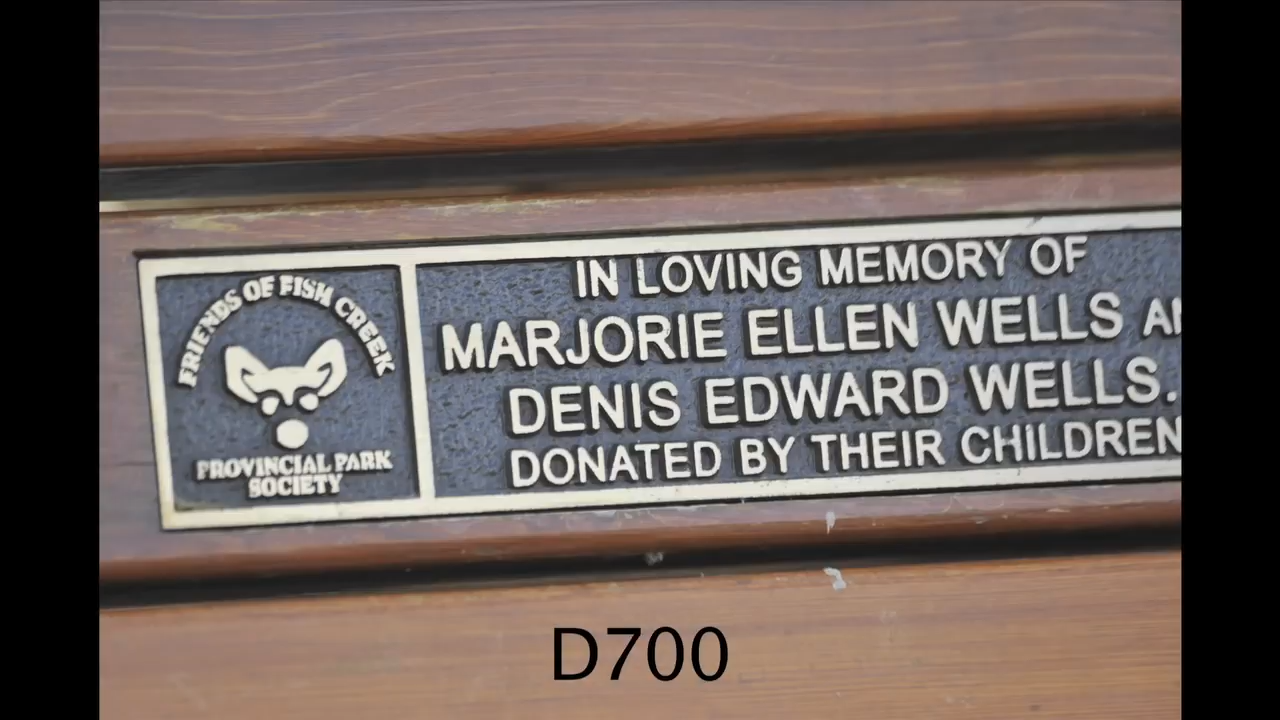 FRIENDS OF FISH CREEK
PROVINCIAL PARK
SOCIETY
IN LOVING MEMORY OF
MARJORIE ELLEN WELLS
DENIS EDWARD WELLS.
DONATED BY THEIR CHILDREN
D700